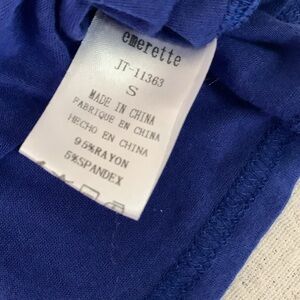 emerette
JT-11363
S
MADE IN CHINA
FABRIQUE EN CHINA
HECHO EN CHINA
95%RAYON
5%SPANDEX